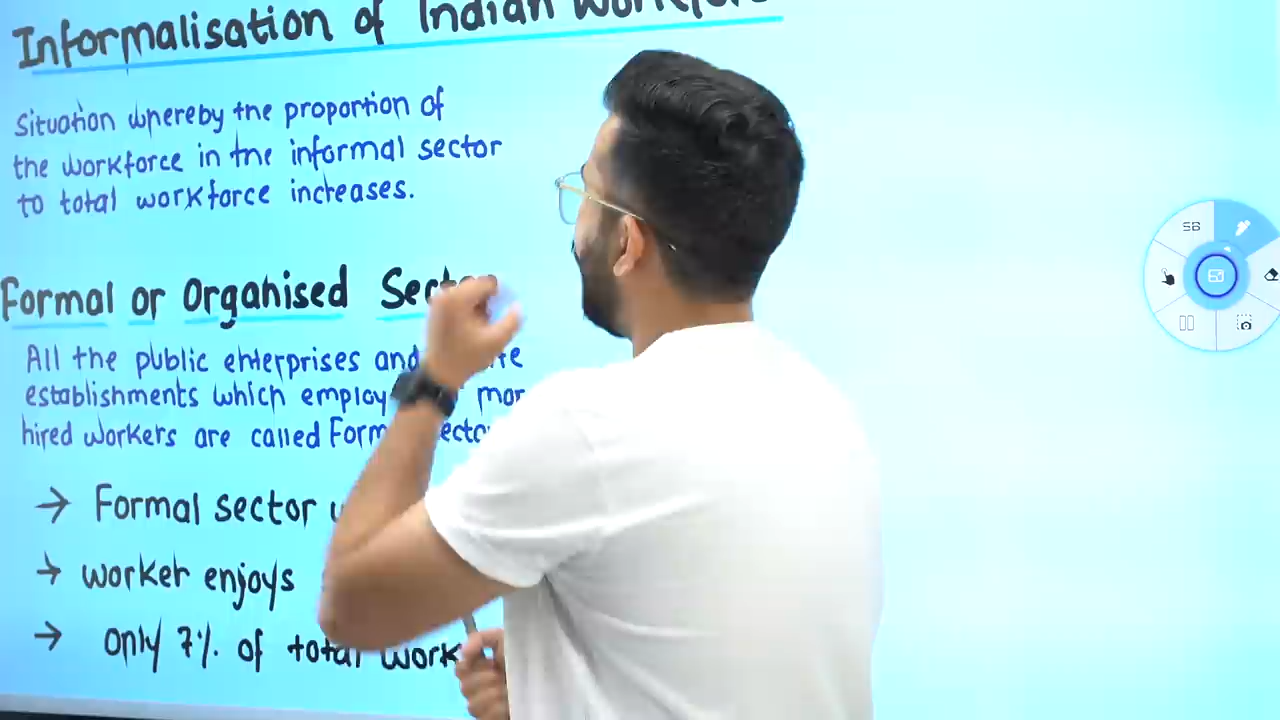 Informalisation of Indian
Situation whereby the proportion of
the workforce in the informal sector
to total workforce increases.
Formal or Organised Sector
All the public enterprises and
establishments which employ
hired workers are called
Formal sector
worker enjoys
only 7% of total
SB